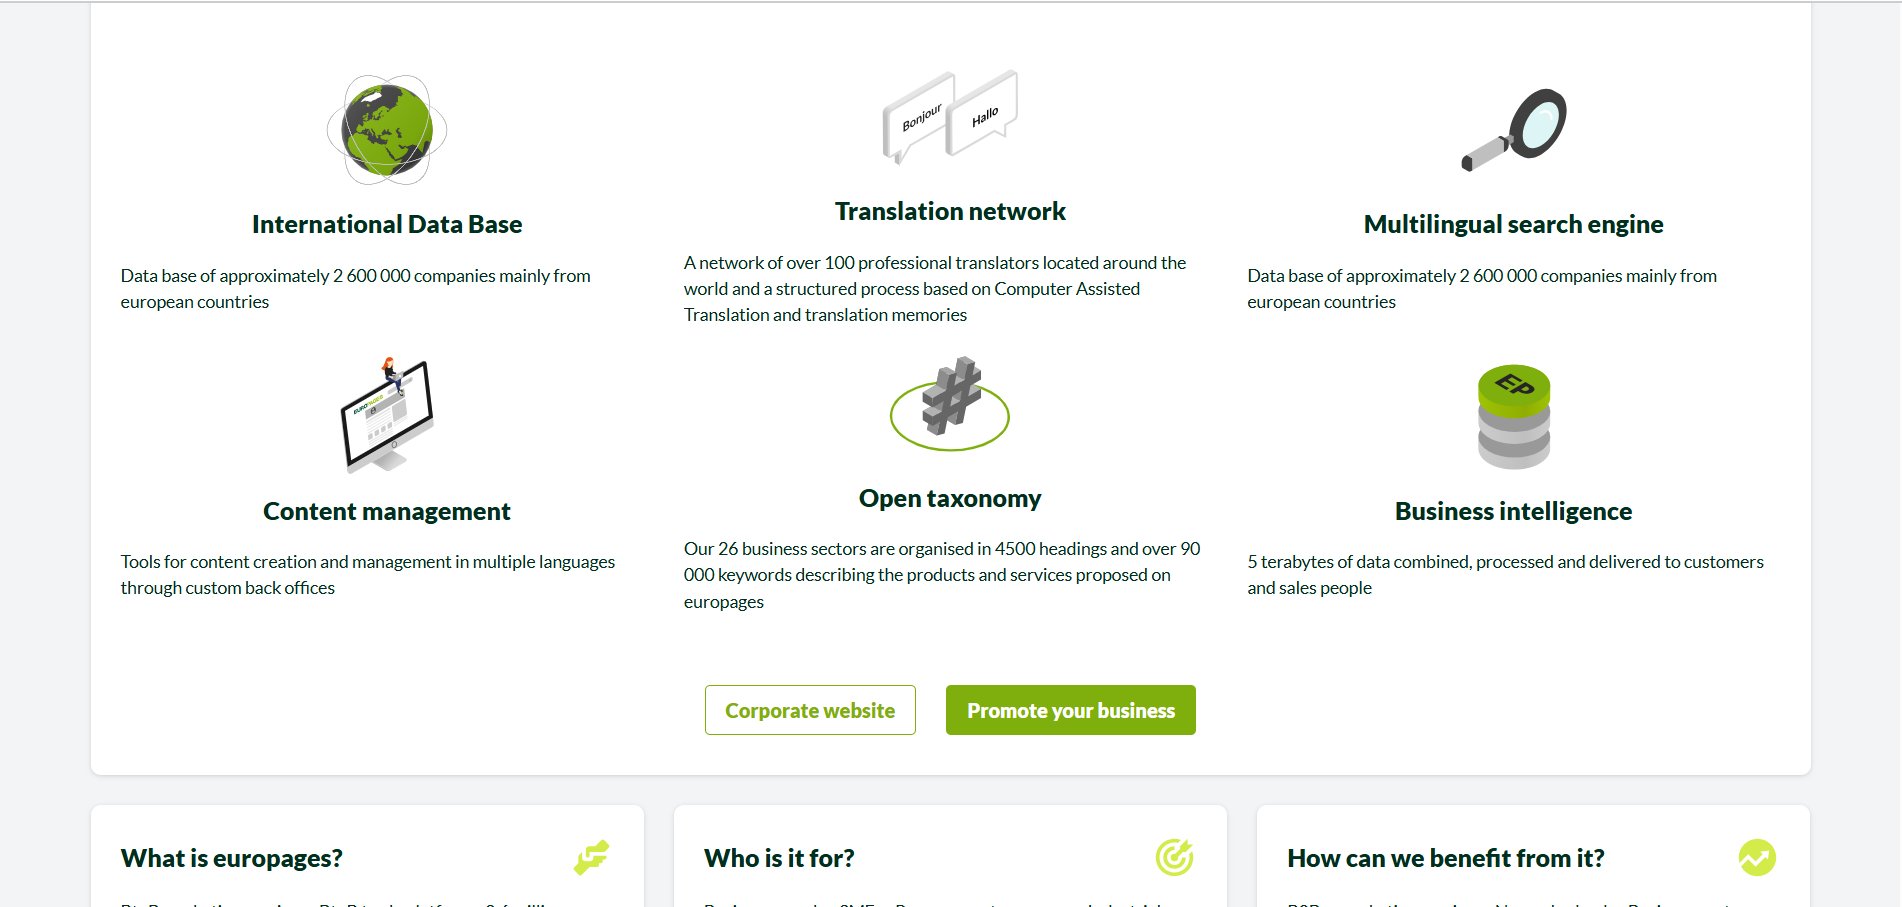 Bonjour
Hallo
International Data Base
Data base of approximately 2 600 000 companies mainly from
european countries
Translation network
A network of over 100 professional translators located around the
world and a structured process based on Computer Assisted
Translation and translation memories
Multilingual search engine
Data base of approximately 2 600 000 companies mainly from
european countries
EUROPAGES
EP
Content management
Tools for content creation and management in multiple languages
through custom back offices
Open taxonomy
Our 26 business sectors are organised in 4500 headings and over 90
000 keywords describing the products and services proposed on
europages
Business intelligence
5 terabytes of data combined, processed and delivered to customers
and sales people
Corporate website
Promote your business
What is europages?
Who is it for?
How can we benefit from it?